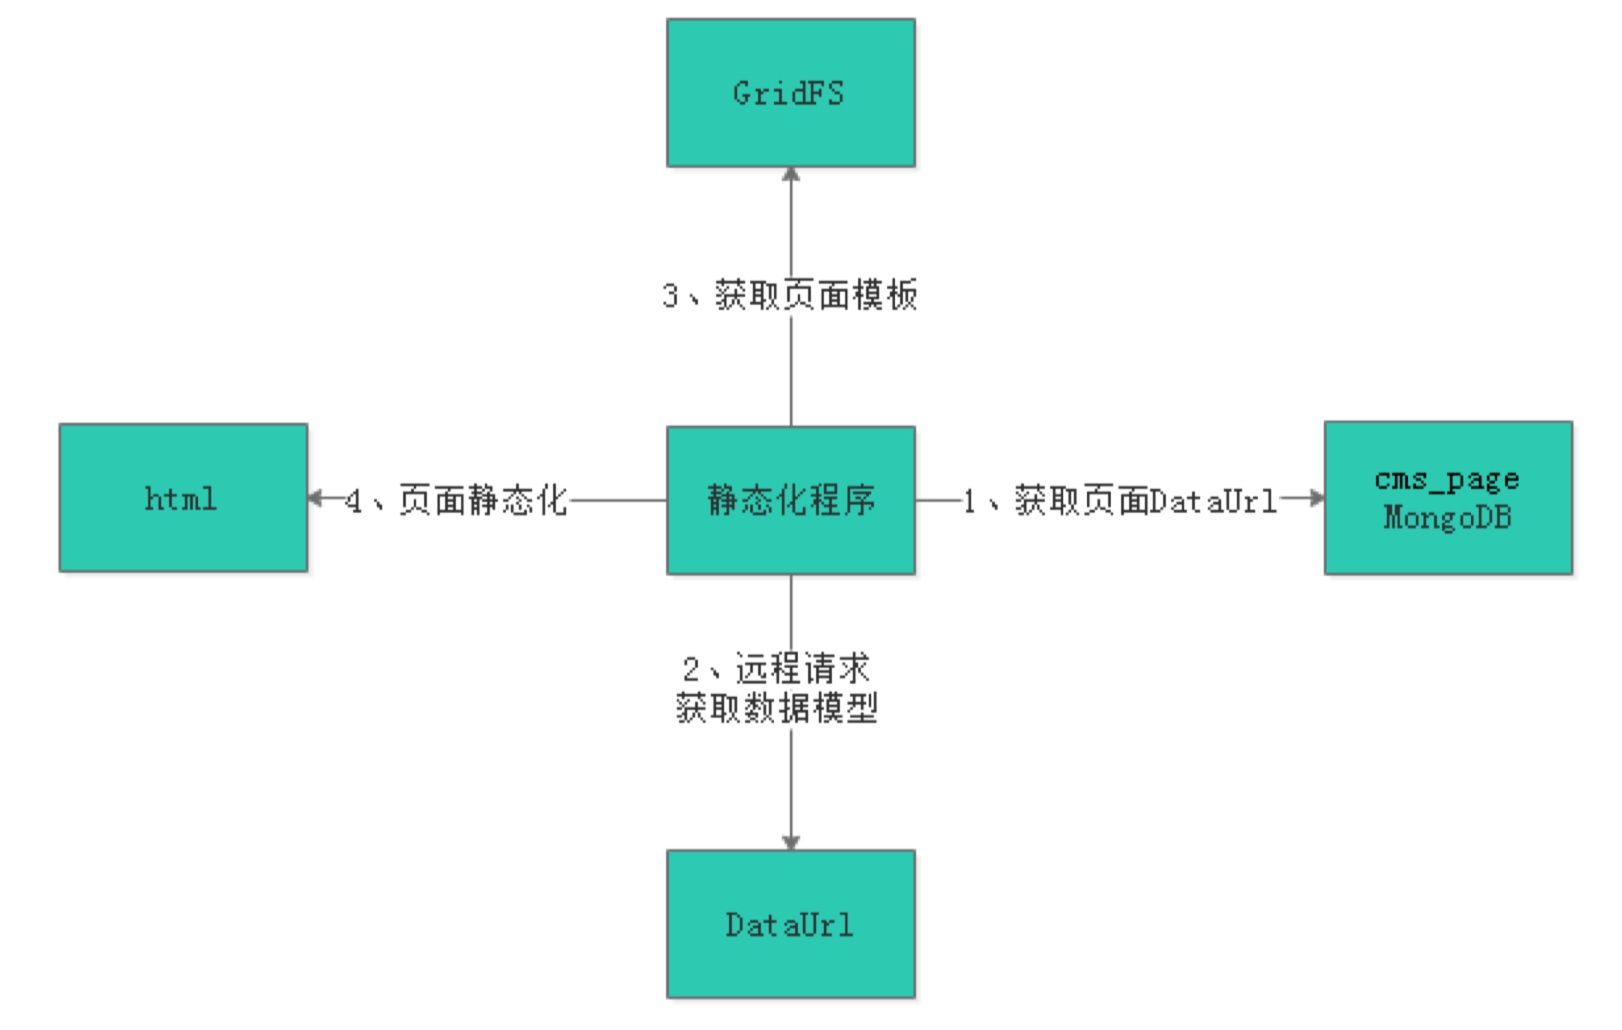 GridFS
3、获取页面模板
html
4、页面静态化
静态化程序
1、获取页面DataUrl
cms_page
MongoDB
2、远程请求
获取数据模型
DataUrl